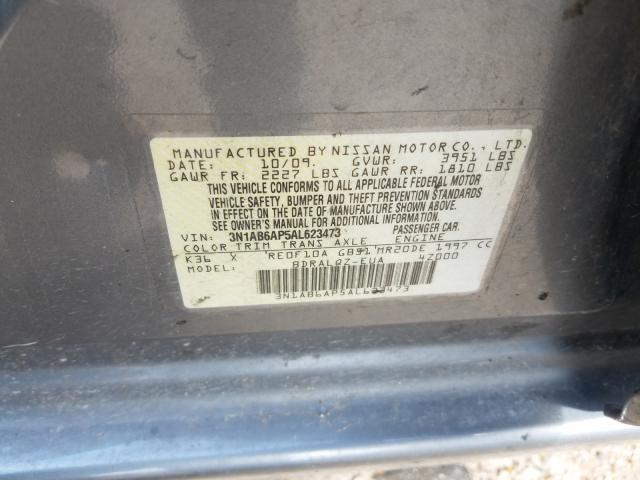 MANUFACTURED BY NISSAN MOTOR CO., LTD.
DATE: 10/09. GVWR: 3951 LBS
GAWR FR: 2227 LBS GAWR RR: 1810 LBS
THIS VEHICLE CONFORMS TO ALL APPLICABLE FEDERAL MOTOR
VEHICLE SAFETY, BUMPER AND THEFT PREVENTION STANDARDS
IN EFFECT ON THE DATE OF MANUFACTURE SHOWN ABOVE.
SEE OWNER'S MANUAL FOR ADDITIONAL INFORMATION.
VIN: 3N1AB6AP5AL623473 PASSENGER CAR.
COLOR TRIM TRANS AXLE ENGINE
K36 X RE0F10A GB91 MR20DE 1997 CC
MODEL: BDRALQZ-EUA 42000
3N1AB6AP5AL623473